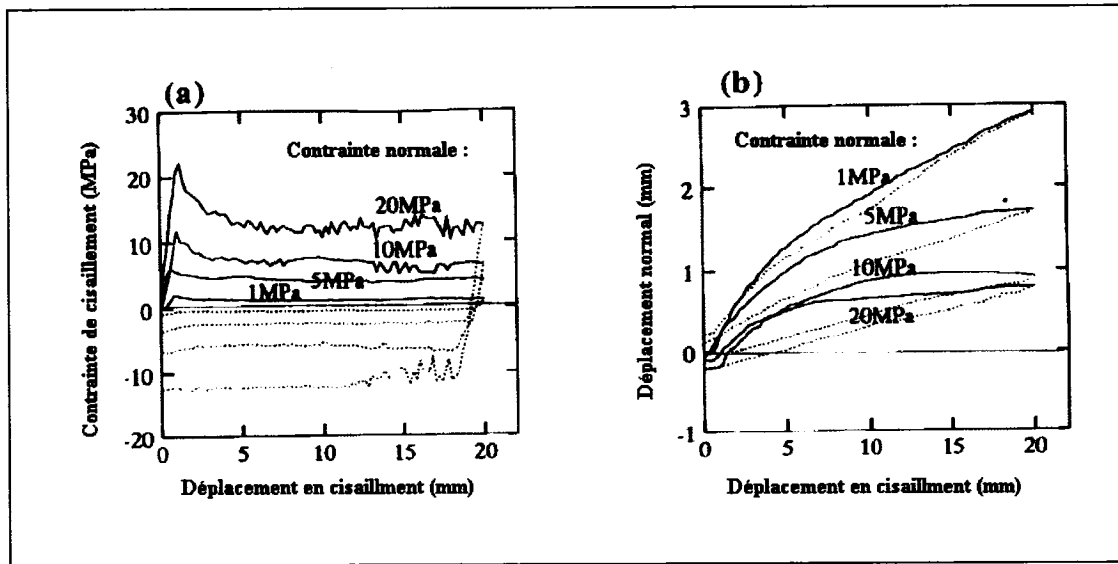 (a)
Contrainte de cisaillement (MPa)
30
20
10
0
-10
-20
Contrainte normale :
20MPa
10MPa
5MPa
1MPa
0
5
10
15
20
Déplacement en cisaillment (mm)
(b)
Déplacement normal (mm)
3
2
1
0
-1
Contrainte normale :
1MPa
5MPa
10MPa
20MPa
0
5
10
15
20
Déplacement en cisaillment (mm)